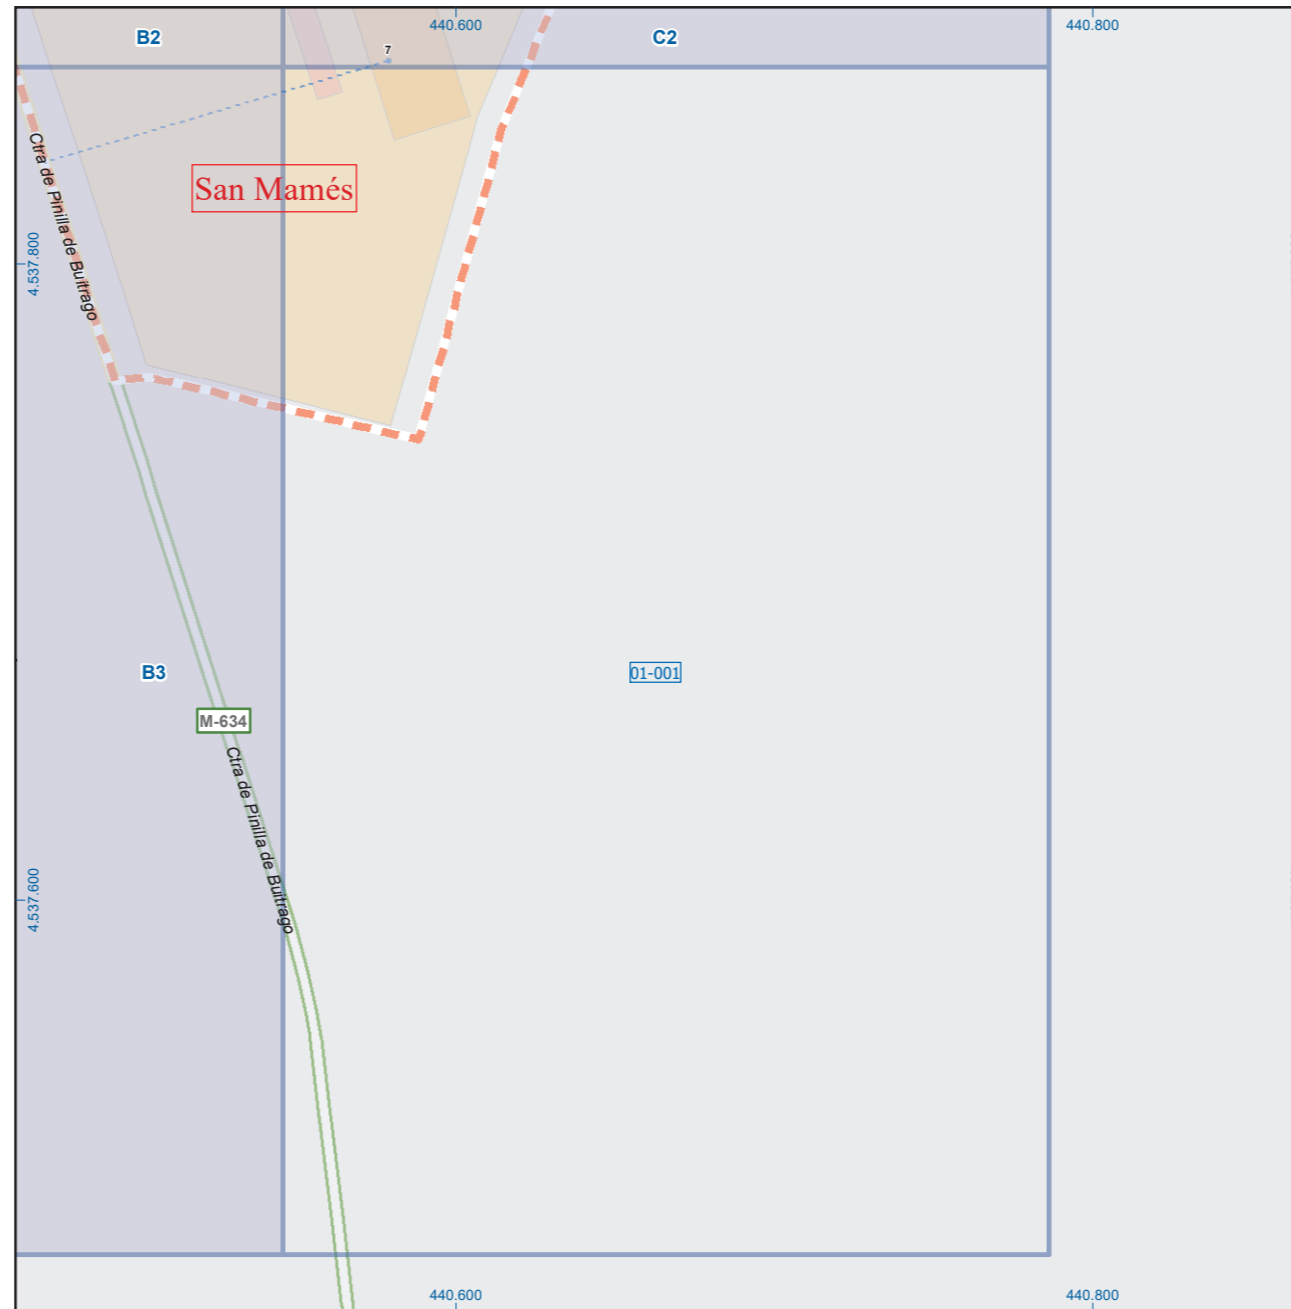 440.600
440.800
B2
C2
7
Ctra de Pinilla de Buitrago
San Mamés
4.537.800
B3
01-001
M-634
Ctra de Pinilla de Buitrago
4.537.600
440.600
440.800